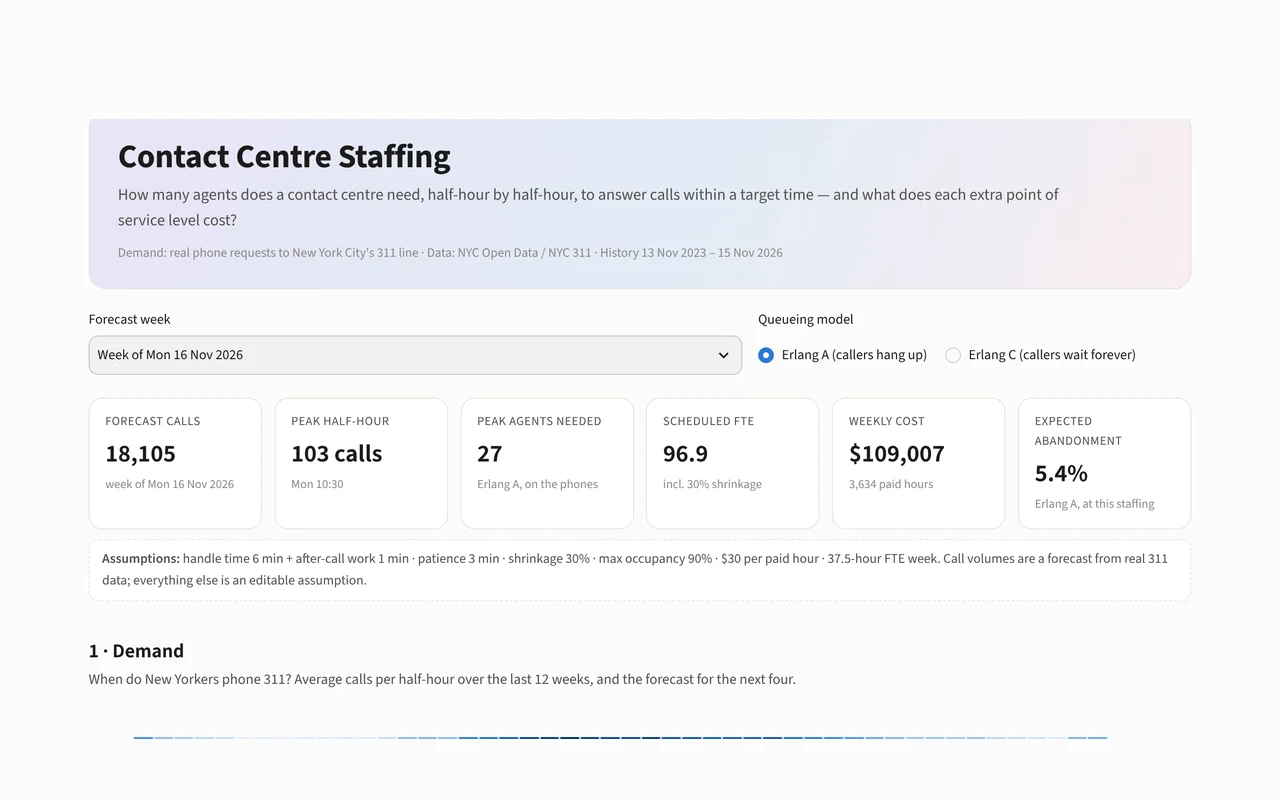 Contact Centre Staffing
How many agents does a contact centre need, half-hour by half-hour, to answer calls within a target time — and what does each extra point of
service level cost?
Demand: real phone requests to New York City's 311 line · Data: NYC Open Data / NYC 311 · History 13 Nov 2023 – 15 Nov 2026
Forecast week
Queueing model
Week of Mon 16 Nov 2026
Erlang A (callers hang up)
Erlang C (callers wait forever)
FORECAST CALLS
18,105
week of Mon 16 Nov 2026
PEAK HALF-HOUR
103 calls
Mon 10:30
PEAK AGENTS NEEDED
27
Erlang A, on the phones
SCHEDULED FTE
96.9
incl. 30% shrinkage
WEEKLY COST
$109,007
3,634 paid hours
EXPECTED
ABANDONMENT
5.4%
Erlang A, at this staffing
Assumptions: handle time 6 min + after-call work 1 min · patience 3 min · shrinkage 30% · max occupancy 90% · $30 per paid hour · 37.5-hour FTE week. Call volumes are a forecast from real 311
data; everything else is an editable assumption.
1 · Demand
When do New Yorkers phone 311? Average calls per half-hour over the last 12 weeks, and the forecast for the next four.